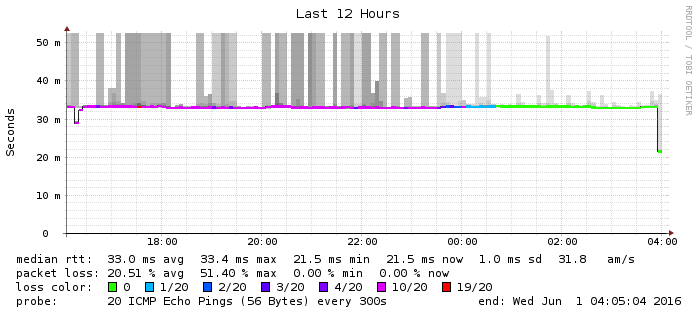 Last 12 Hours
RRDTOOL / TOBI OETIKER
Seconds
50 m
40 m
30 m
20 m
10 m
0
18:00 20:00 22:00 00:00 02:00 04:00
median rtt: 33.0 ms avg 33.4 ms max 21.5 ms min 21.5 ms now 1.0 ms sd 31.8 am/s
packet loss: 20.51 % avg 51.40 % max 0.00 % min 0.00 % now
loss color: 0 1/20 2/20 3/20 4/20 10/20 19/20
probe: 20 ICMP Echo Pings (56 Bytes) every 300s end: Wed Jun 1 04:05:04 2016